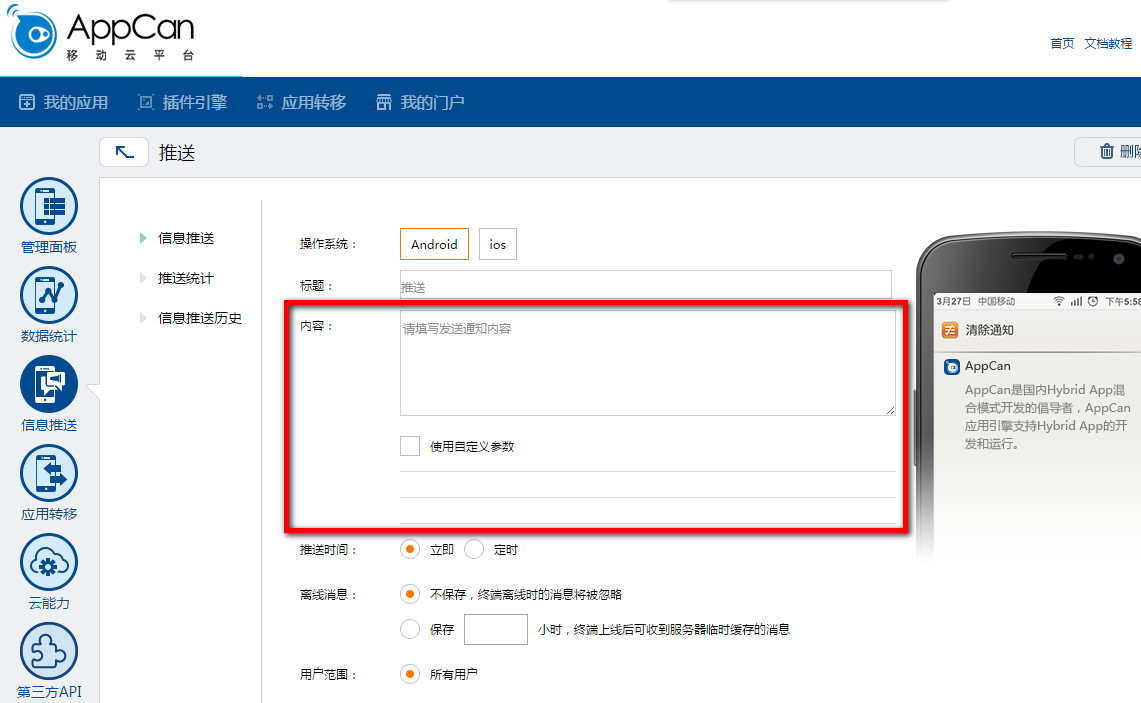 AppCan
移动云平台
首页 文档教程
我的应用 插件引擎 应用转移 我的门户
推送
删除
管理面板
数据统计
信息推送
应用转移
云能力
第三方API
信息推送
推送统计
信息推送历史
操作系统： Android ios
标题： 推送
内容： 请填写发送通知内容
使用自定义参数
推送时间： 立即 定时
离线消息： 不保存，终端离线时的消息将被忽略
保存 小时，终端上线后可收到服务器临时缓存的消息
用户范围： 所有用户
3月27日 中国移动 下午5:58
清除通知
AppCan
AppCan是国内Hybrid App混
合模式开发的倡导者，AppCan
应用引擎支持Hybrid App的开
发和运行。